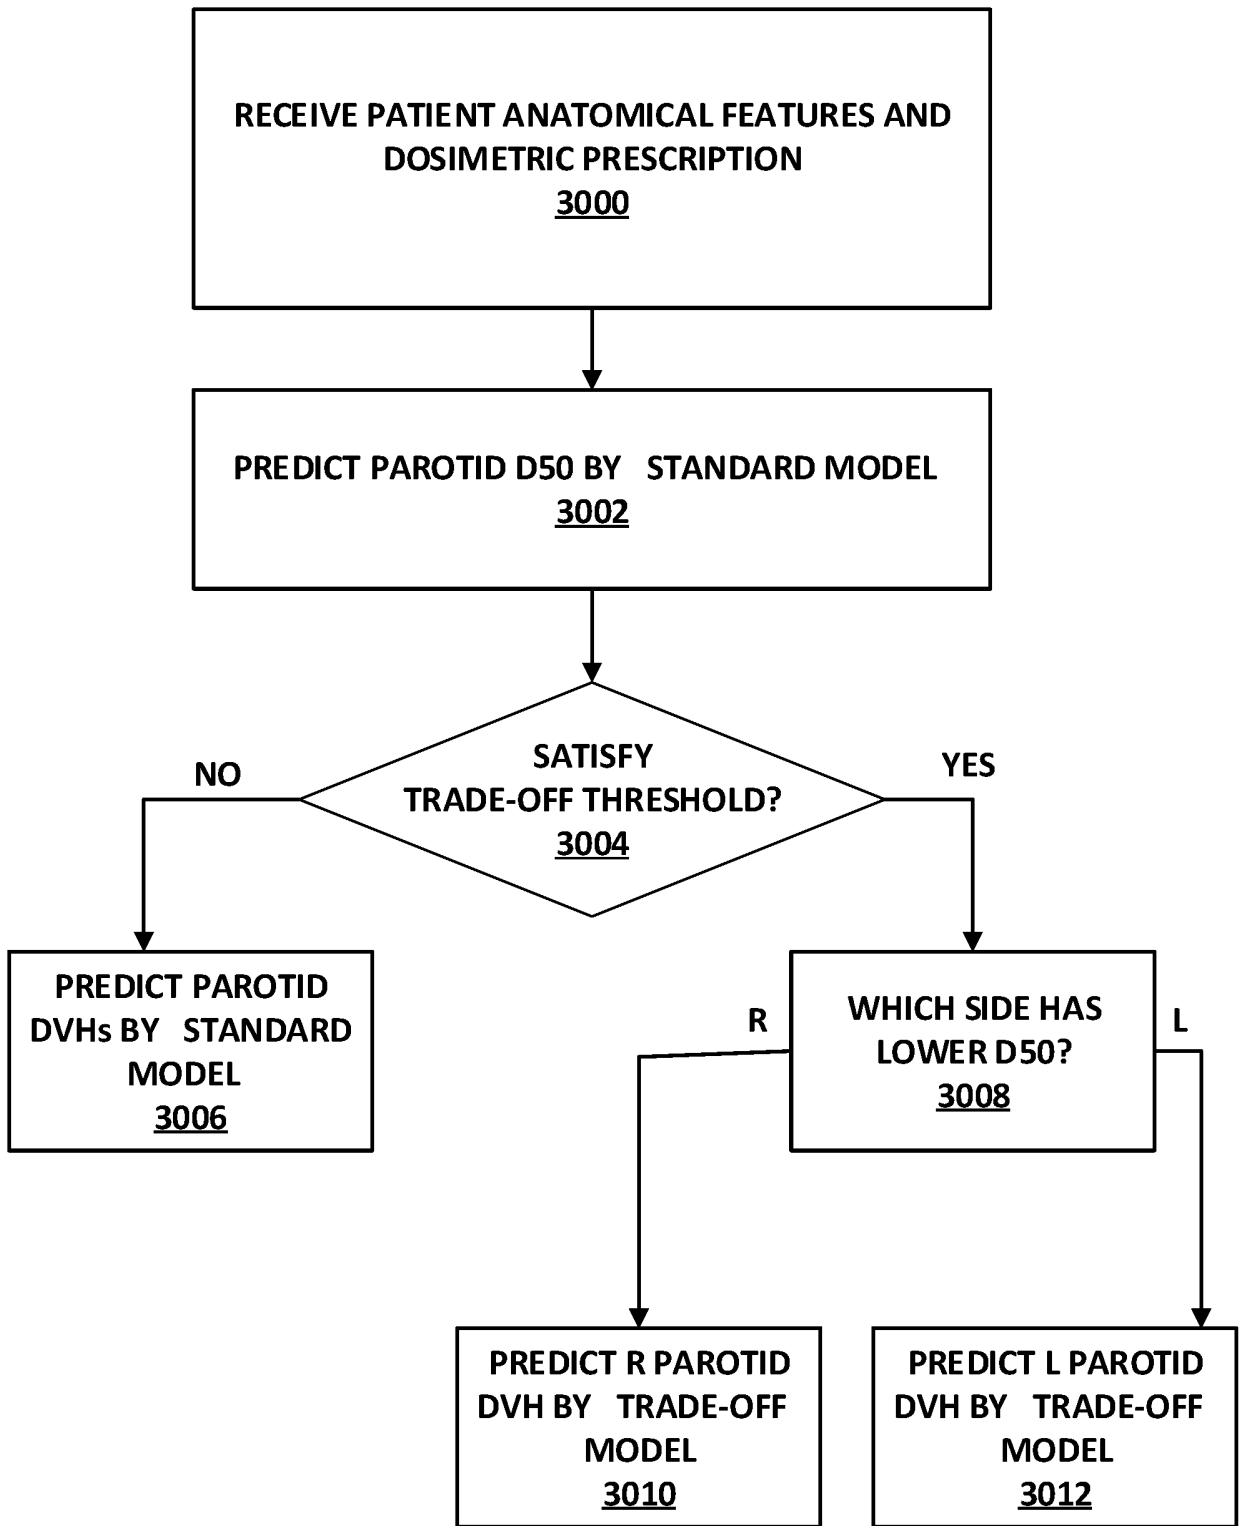 RECEIVE PATIENT ANATOMICAL FEATURES AND
DOSIMETRIC PRESCRIPTION
3000
PREDICT PAROTID D50 BY STANDARD MODEL
3002
SATISFY
TRADE-OFF THRESHOLD?
3004
NO
YES
PREDICT PAROTID
DVHs BY STANDARD
MODEL
3006
WHICH SIDE HAS
LOWER D50?
3008
R
L
PREDICT R PAROTID
DVH BY TRADE-OFF
MODEL
3010
PREDICT L PAROTID
DVH BY TRADE-OFF
MODEL
3012